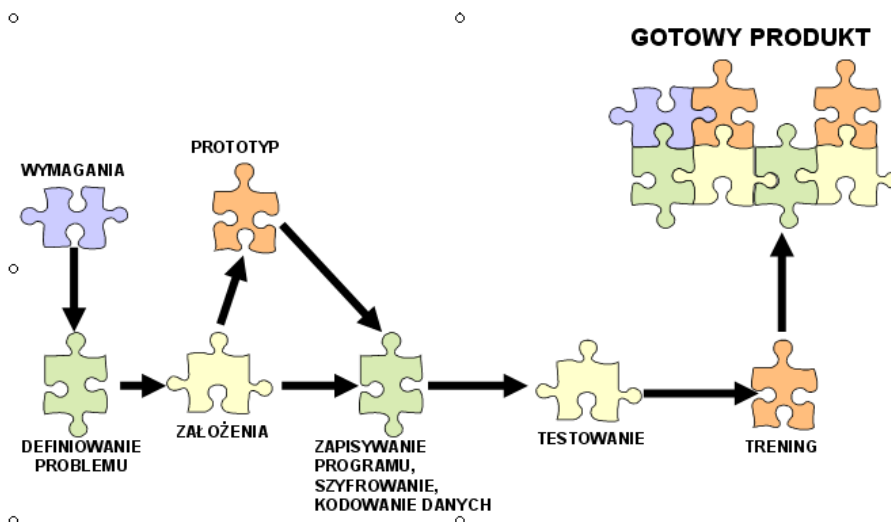 GOTOWY PRODUKT
PROTOTYP
WYMAGANIA
DEFINIOWANIE
PROBLEMU
ZAŁOŻENIA
ZAPISYWANIE
PROGRAMU,
SZYFROWANIE,
KODOWANIE DANYCH
TESTOWANIE
TRENING